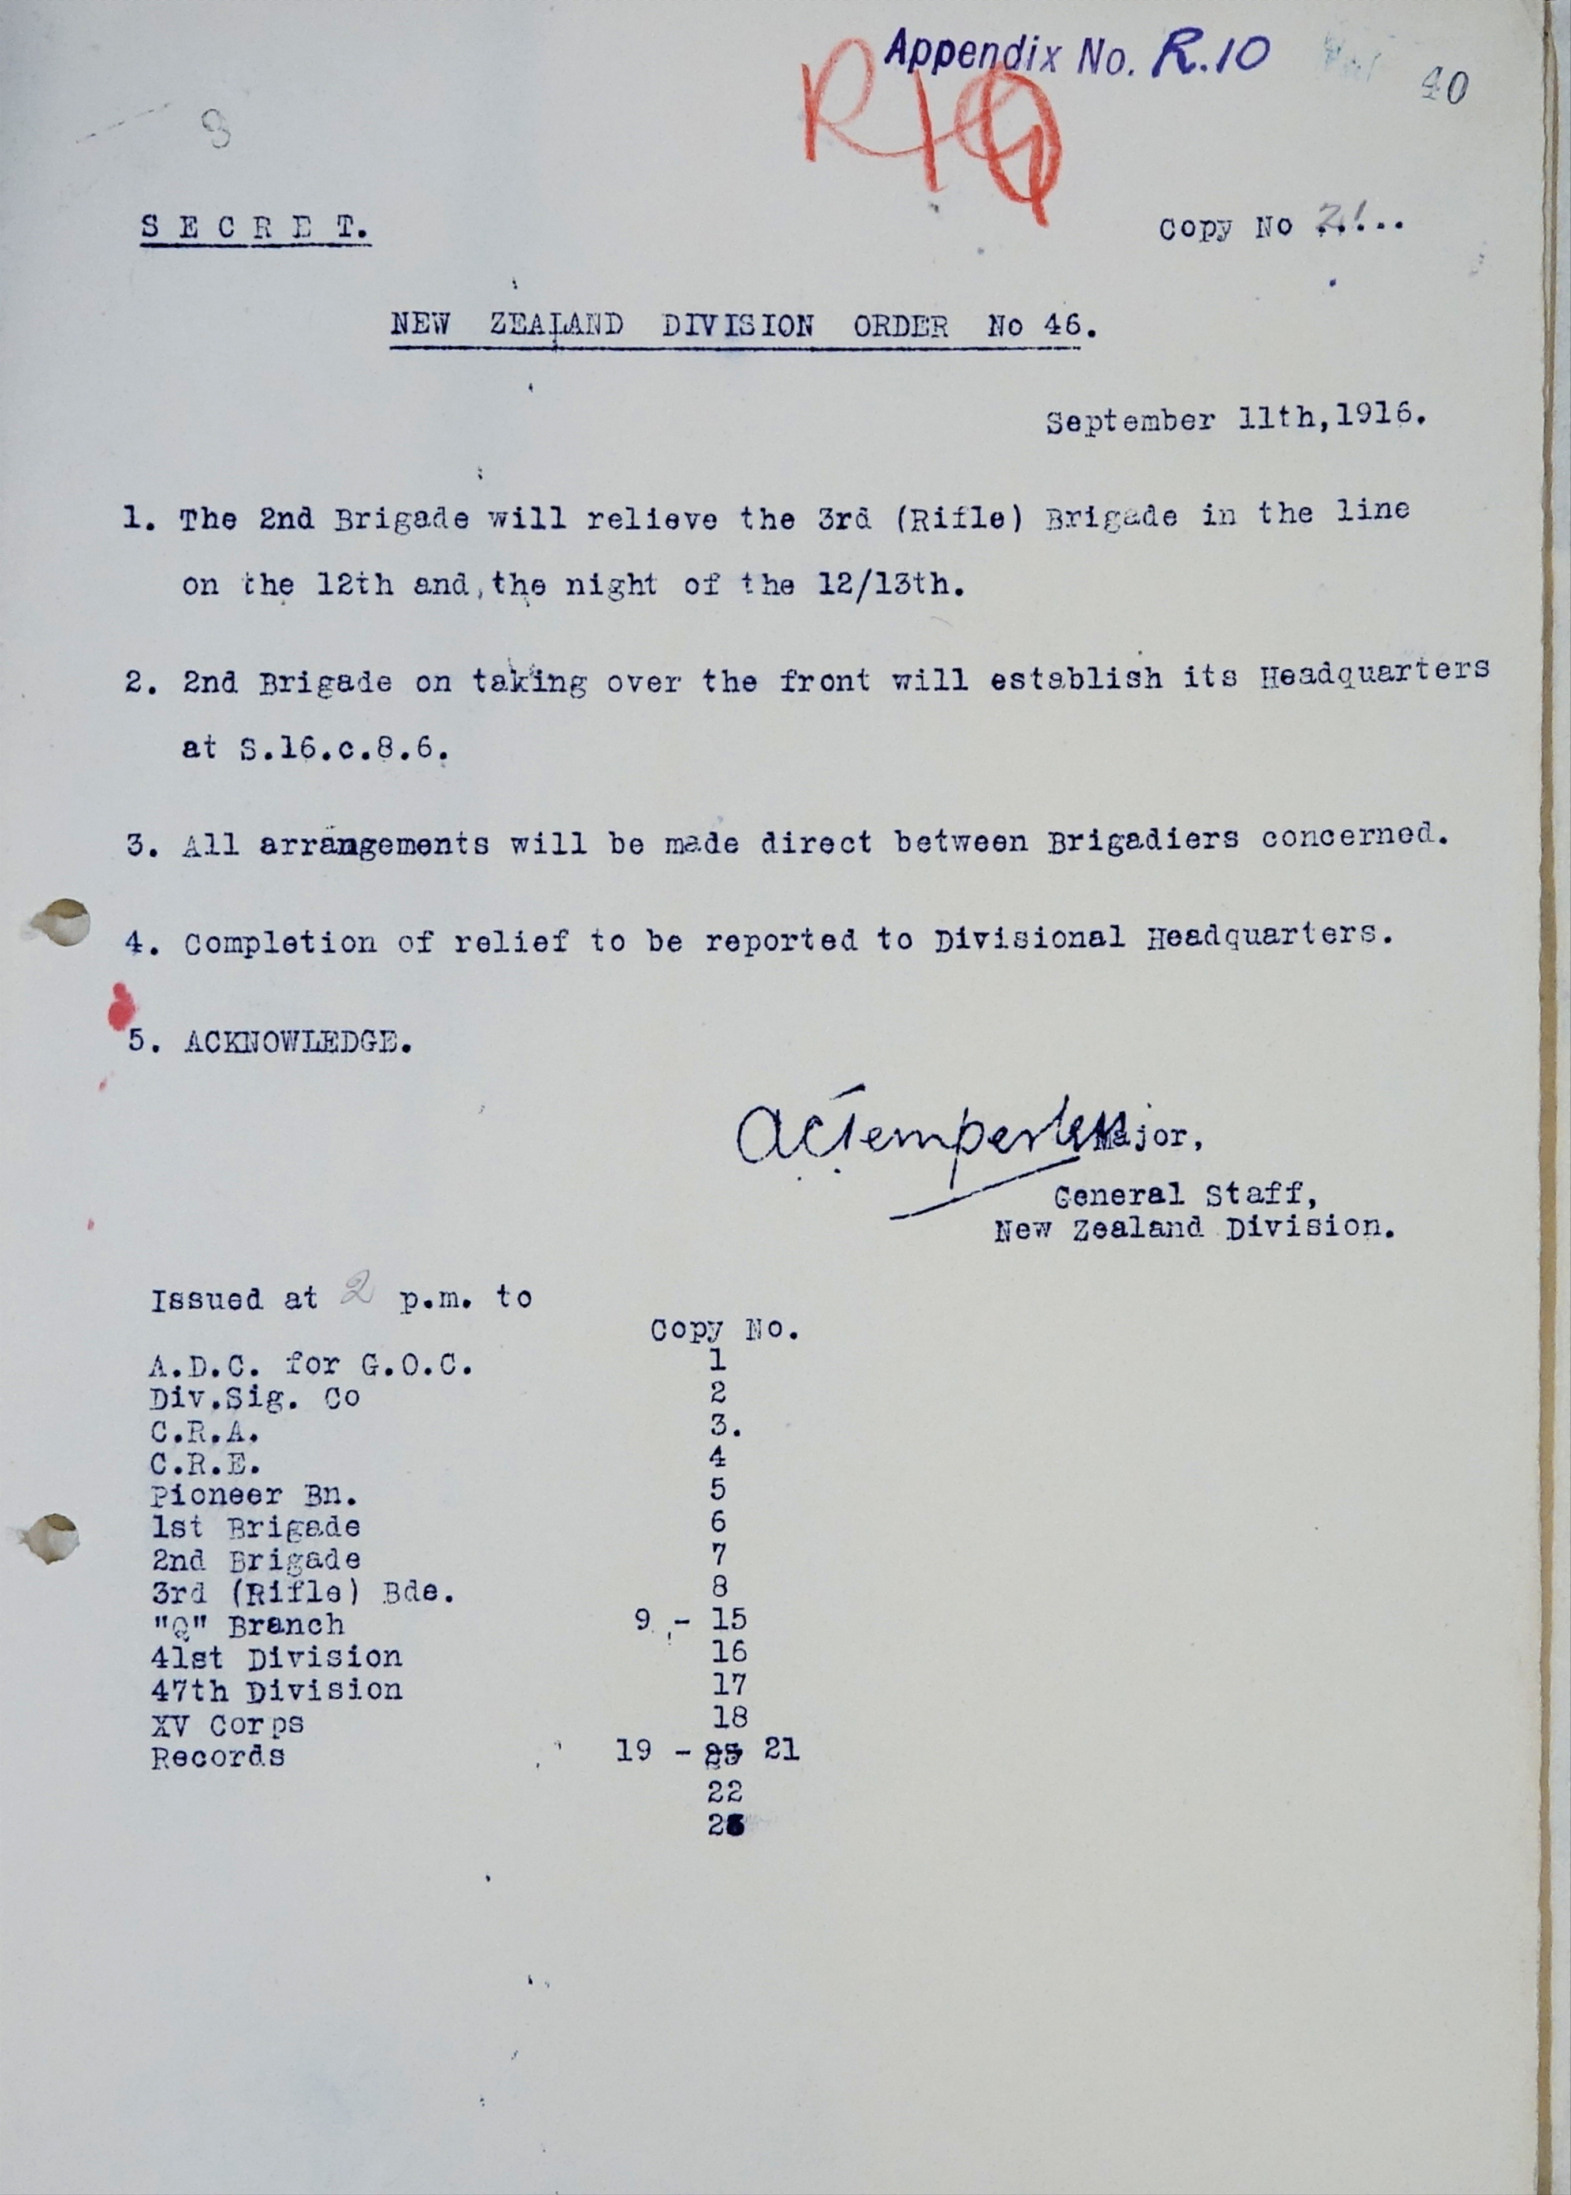 Appendix No. R.10
40
R10
8
SECRET.
Copy No 21...
NEW ZEALAND DIVISION ORDER No 46.
September 11th,1916.
1. The 2nd Brigade will relieve the 3rd (Rifle) Brigade in the line
on the 12th and,the night of the 12/13th.
2. 2nd Brigade on taking over the front will establish its Headquarters
at S.16.c.8.6.
3. All arrangements will be made direct between Brigadiers concerned.
4. Completion of relief to be reported to Divisional Headquarters.
5. ACKNOWLEDGE.
ACTemperley Major,
General Staff,
New Zealand Division.
Issued at 2 p.m. to
Copy No.
A.D.C. for G.O.C. 1
Div.Sig. Co 2
C.R.A. 3.
C.R.E. 4
Pioneer Bn. 5
1st Brigade 6
2nd Brigade 7
3rd (Rifle) Bde. 8
"Q" Branch 9 - 15
41st Division 16
47th Division 17
XV Corps 18
Records 19 - 21
22